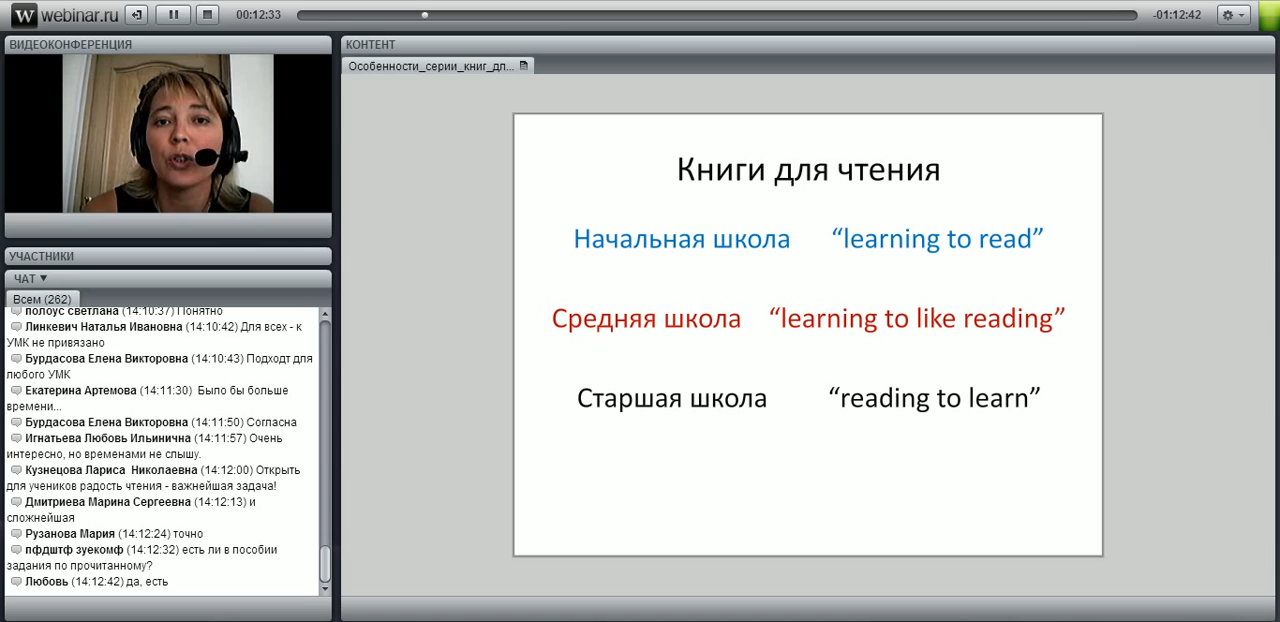 W webinar.ru
00:12:33
-01:12:42
ВИДЕОКОНФЕРЕНЦИЯ
УЧАСТНИКИ
ЧАТ ▼
Всем (262)
полоус светлана (14:10:37) Понятно
Линкевич Наталья Ивановна (14:10:42) Для всех - к
УМК не привязано
Бурдасова Елена Викторовна (14:10:43) Подходт для
любого УМК
Екатерина Артемова (14:11:30) Было бы больше
времени...
Бурдасова Елена Викторовна (14:11:50) Согласна
Игнатьева Любовь Ильинична (14:11:57) Очень
интересно, но временами не слышу.
Кузнецова Лариса Николаевна (14:12:00) Открыть
для учеников радость чтения - важнейшая задача!
Дмитриева Марина Сергеевна (14:12:13) и
сложнейшая
Рузанова Мария (14:12:24) точно
пфдштф зуекомф (14:12:32) есть ли в пособии
задания по прочитанному?
Любовь (14:12:42) да, есть
КОНТЕНТ
Особенности_серии_книг_дл...
Книги для чтения
Начальная школа “learning to read”
Средняя школа “learning to like reading”
Старшая школа “reading to learn”